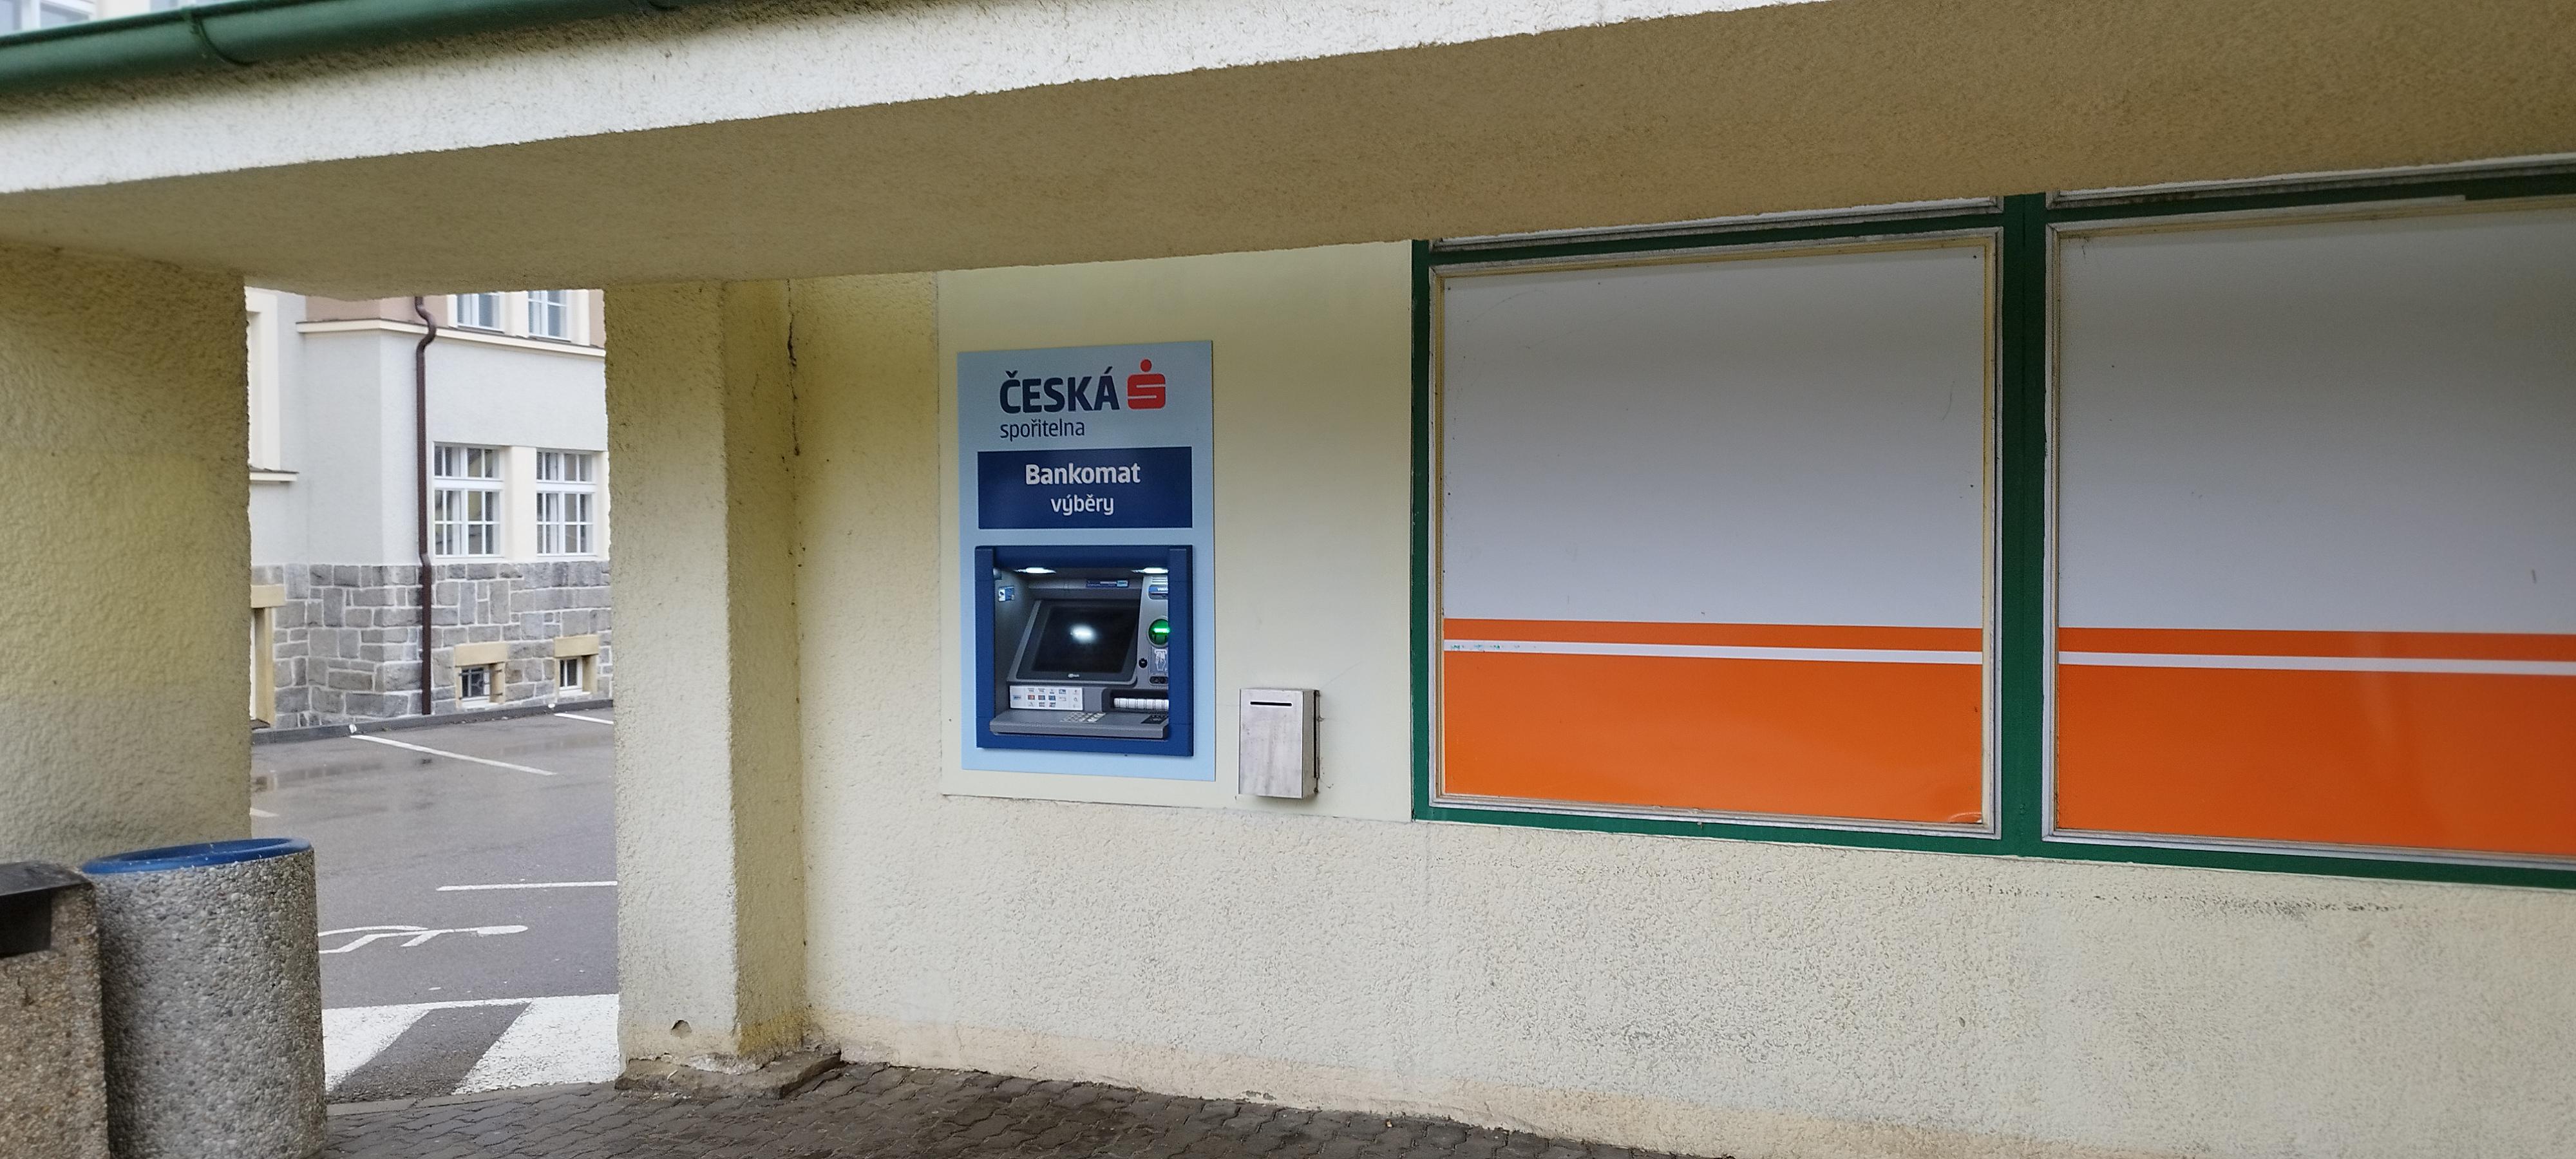 ČESKÁ
spořitelna
Bankomat
výběry